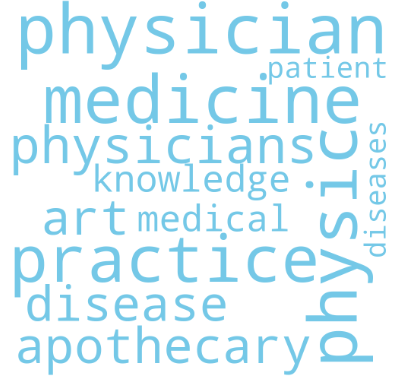 physician
patient
medicine
physicians
knowledge
art medical
practice
disease
apothecary
physic
diseases